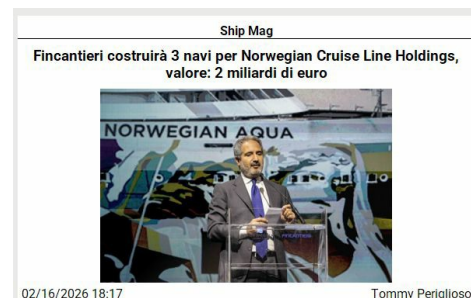 Ship Mag
Fincantieri costruirà 3 navi per Norwegian Cruise Line Holdings,
valore: 2 miliardi di euro
NORWEGIAN AQUA
02/16/2026 18:17
Tommy Periglioso